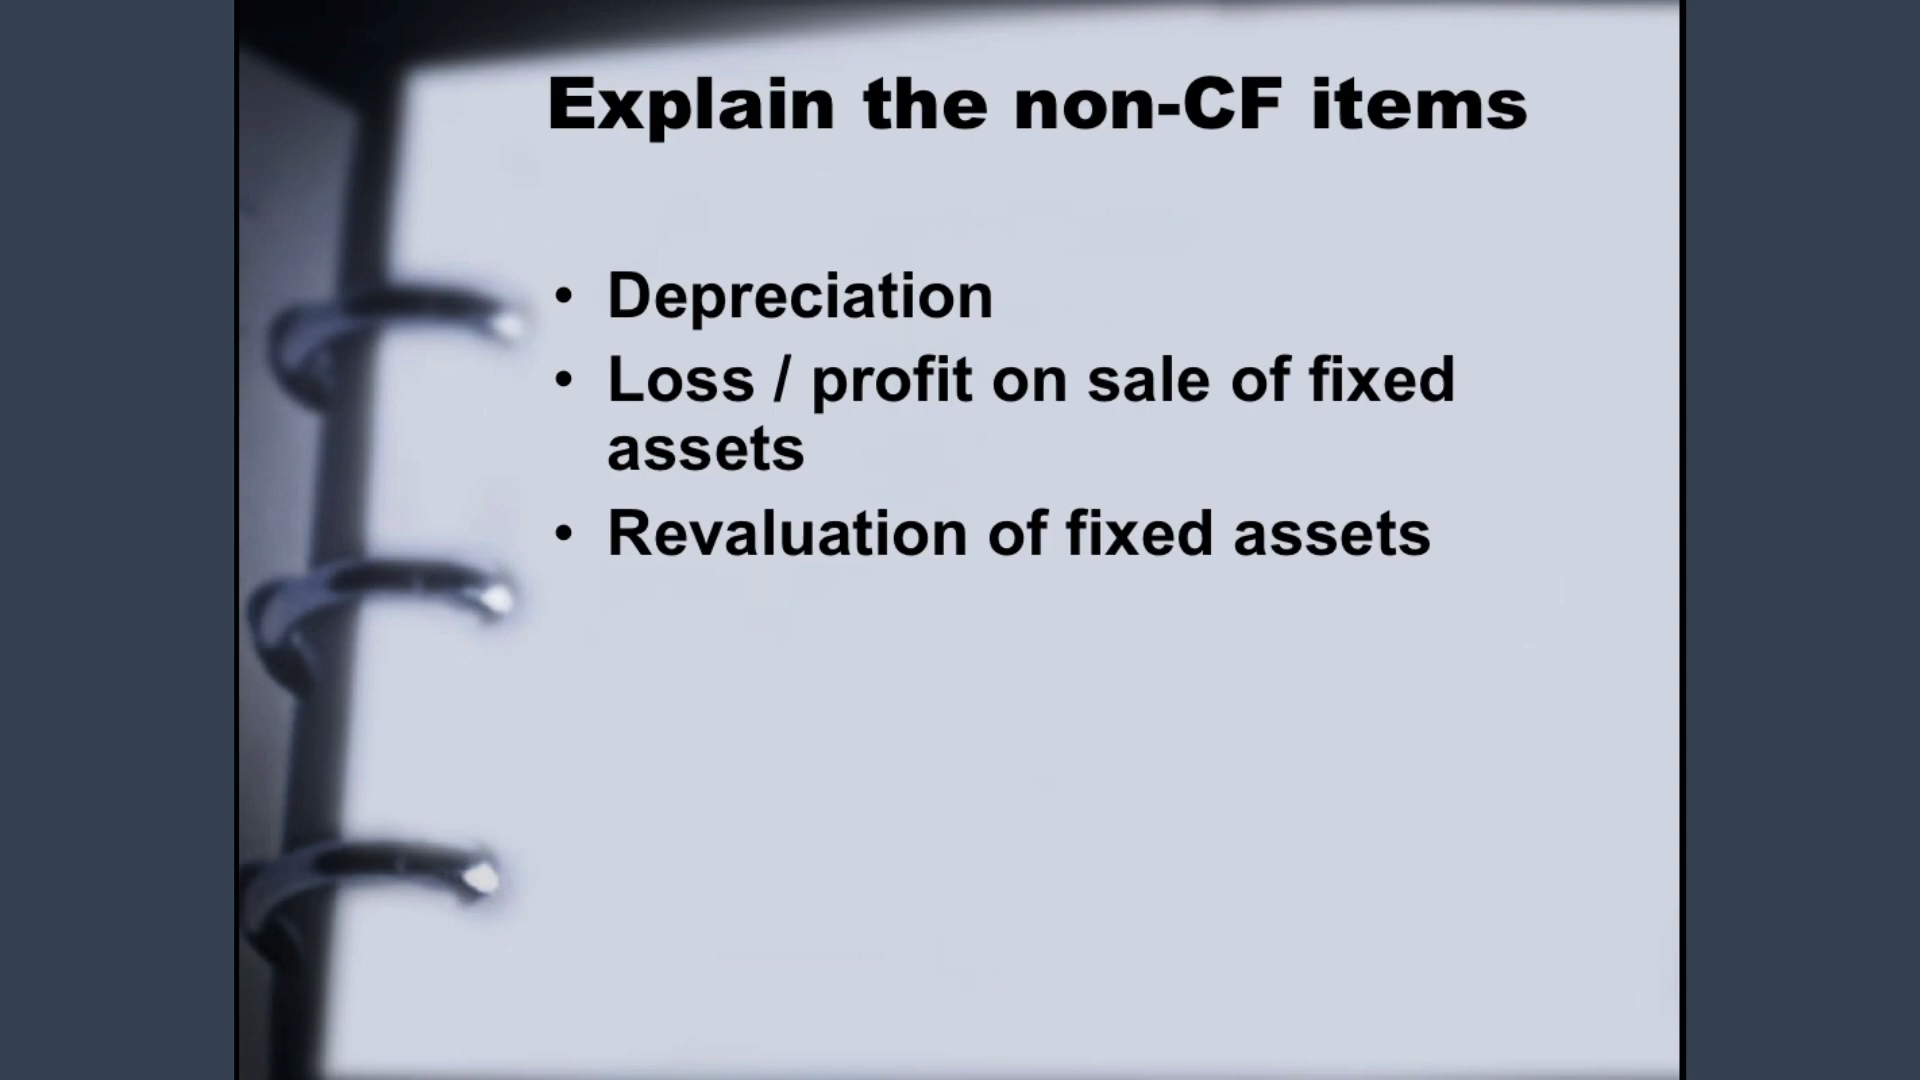 Explain the non-CF items
• Depreciation
• Loss / profit on sale of fixed
assets
• Revaluation of fixed assets